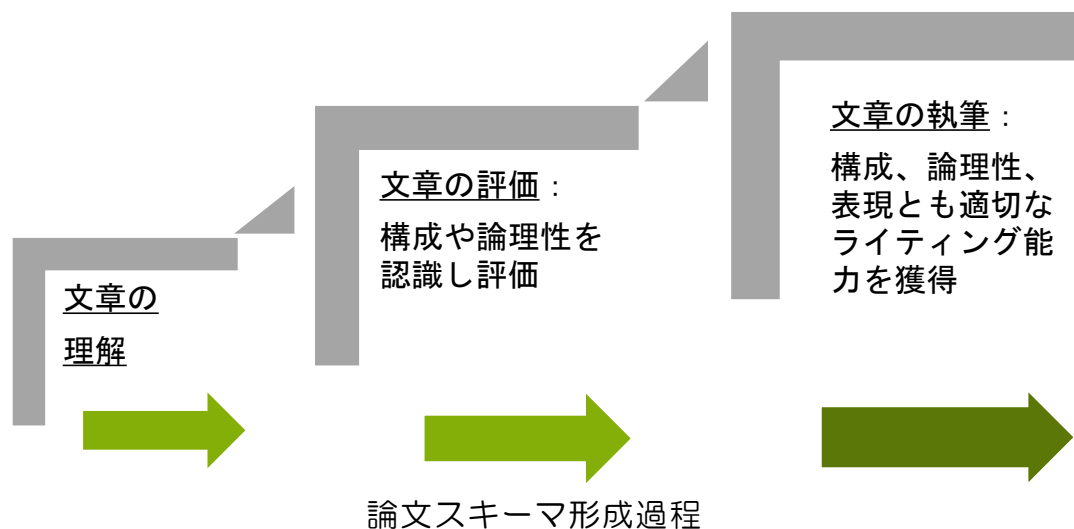 文章の
理解
文章の評価：
構成や論理性を
認識し評価
文章の執筆：
構成、論理性、
表現とも適切な
ライティング能
力を獲得
論文スキーマ形成過程